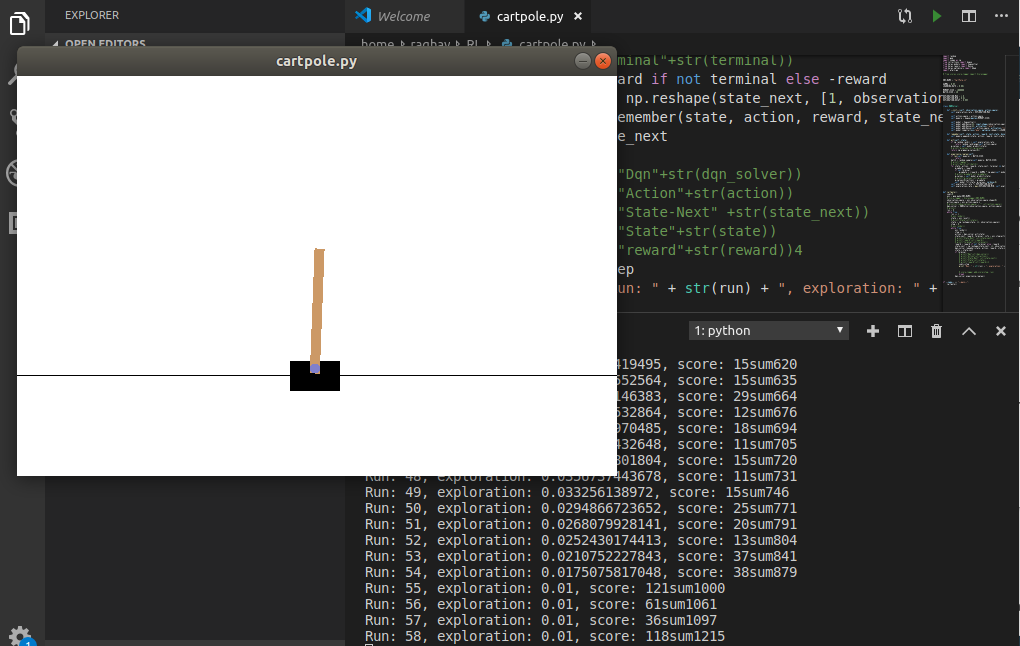 EXPLORER
Welcome
cartpole.py ×
OPEN EDITORS
home raghav RL cartpole.py
cartpole.py
minal"+str(terminal))
ard if not terminal else -reward
np.reshape(state_next, [1, observation
emember(state, action, reward, state_ne
e_next
"Dqn"+str(dqn_solver))
"Action"+str(action))
"State-Next" +str(state_next))
"State"+str(state))
"reward"+str(reward))4
ep
un: " + str(run) + ", exploration: " +
1: python
419495, score: 15sum620
552564, score: 15sum635
146383, score: 29sum664
532864, score: 12sum676
970485, score: 18sum694
432648, score: 11sum705
801804, score: 15sum720
Run: 48, exploration: 0.0356757443678, score: 11sum731
Run: 49, exploration: 0.033256138972, score: 15sum746
Run: 50, exploration: 0.0294866723652, score: 25sum771
Run: 51, exploration: 0.0268079928141, score: 20sum791
Run: 52, exploration: 0.0252430174413, score: 13sum804
Run: 53, exploration: 0.0210752227843, score: 37sum841
Run: 54, exploration: 0.0175075817048, score: 38sum879
Run: 55, exploration: 0.01, score: 121sum1000
Run: 56, exploration: 0.01, score: 61sum1061
Run: 57, exploration: 0.01, score: 36sum1097
Run: 58, exploration: 0.01, score: 118sum1215
1